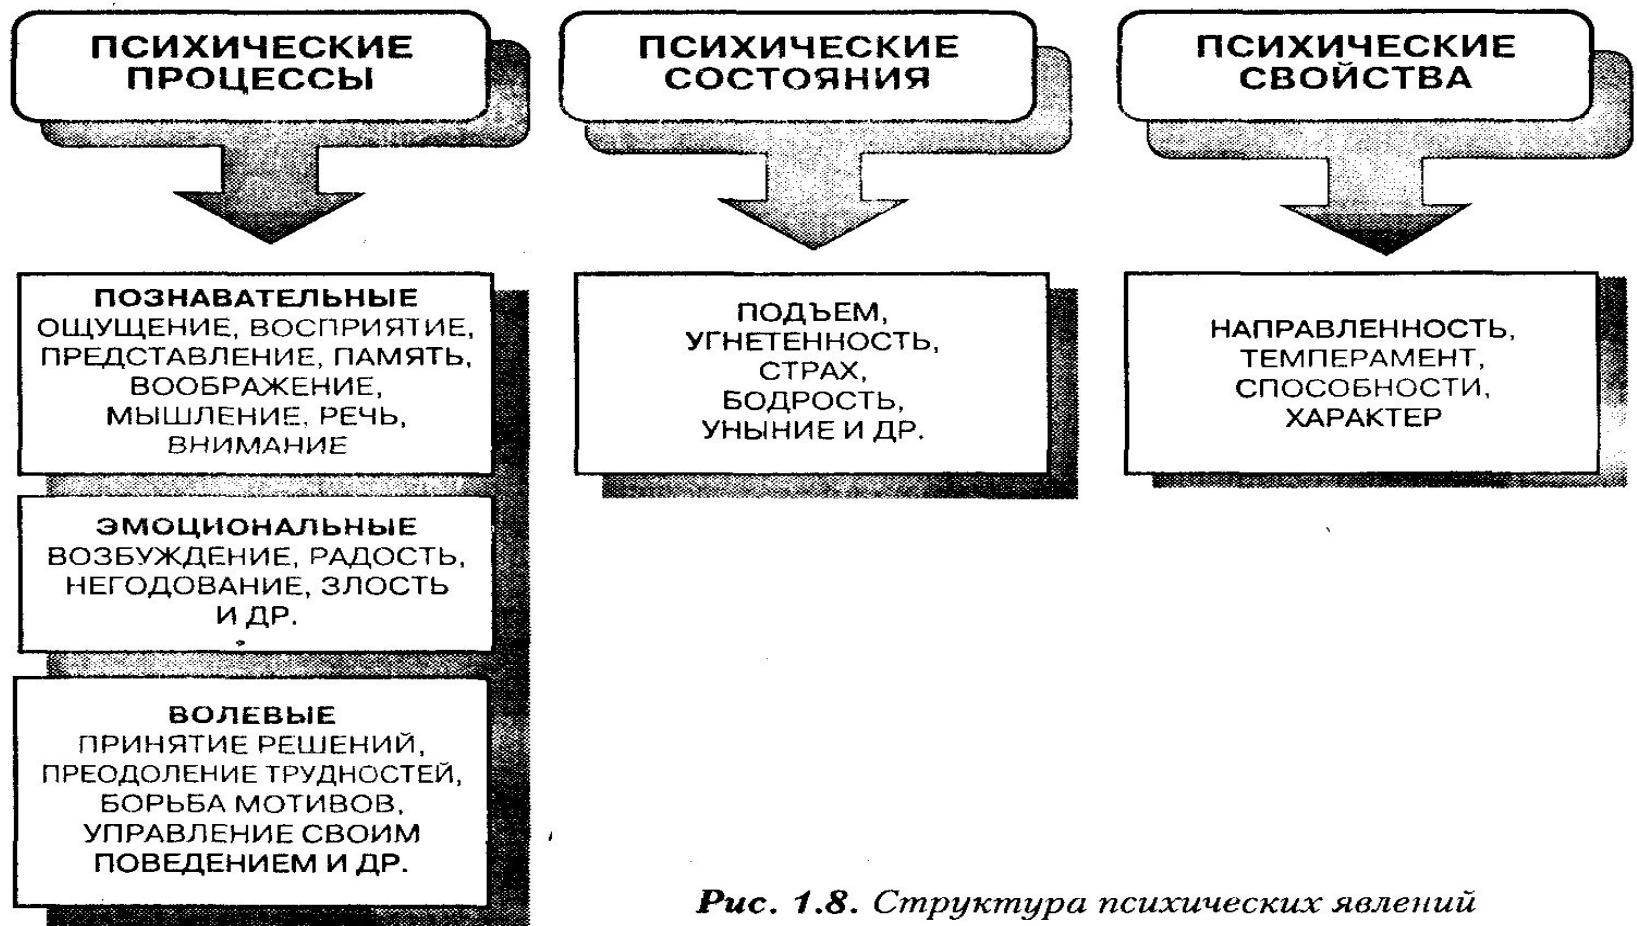 ПСИХИЧЕСКИЕ
ПРОЦЕССЫ
ПОЗНАВАТЕЛЬНЫЕ
ОЩУЩЕНИЕ, ВОСПРИЯТИЕ,
ПРЕДСТАВЛЕНИЕ, ПАМЯТЬ,
ВООБРАЖЕНИЕ,
МЫШЛЕНИЕ, РЕЧЬ,
ВНИМАНИЕ
ЭМОЦИОНАЛЬНЫЕ
ВОЗБУЖДЕНИЕ, РАДОСТЬ,
НЕГОДОВАНИЕ, ЗЛОСТЬ
И ДР.
ВОЛЕВЫЕ
ПРИНЯТИЕ РЕШЕНИЙ,
ПРЕОДОЛЕНИЕ ТРУДНОСТЕЙ,
БОРЬБА МОТИВОВ,
УПРАВЛЕНИЕ СВОИМ
ПОВЕДЕНИЕМ И ДР.
ПСИХИЧЕСКИЕ
СОСТОЯНИЯ
ПОДЪЕМ,
УГНЕТЕННОСТЬ,
СТРАХ,
БОДРОСТЬ,
УНЫНИЕ И ДР.
ПСИХИЧЕСКИЕ
СВОЙСТВА
НАПРАВЛЕННОСТЬ,
ТЕМПЕРАМЕНТ,
СПОСОБНОСТИ,
ХАРАКТЕР
Рис. 1.8. Структура психических явлений